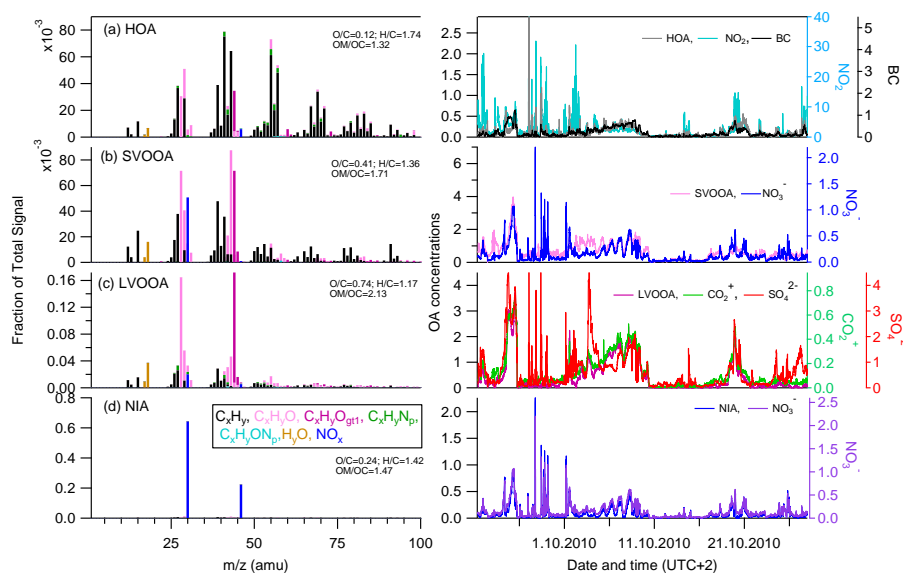 ×10⁻³
(a) HOA
O/C=0.12; H/C=1.74
OM/OC=1.32
80
60
40
20
0
×10⁻³
(b) SVOOA
O/C=0.41; H/C=1.36
OM/OC=1.71
80
60
40
20
0
(c) LVOOA
O/C=0.74; H/C=1.17
OM/OC=2.13
0.16
0.12
0.08
0.04
0.00
(d) NIA
CxHy, CxHyO, CxHyOgt1, CxHyNp,
CxHyONp, HyO, NOx
O/C=0.24; H/C=1.42
OM/OC=1.47
0.8
0.6
0.4
0.2
0.0
Fraction of Total Signal
25 50 75 100
m/z (amu)
HOA, NO₂, BC
2.5
2.0
1.5
1.0
0.5
0.0
40
30
20
10
0
NO₂
5
4
3
2
1
0
BC
SVOOA, NO₃⁻
6
4
2
0
2.0
1.5
1.0
0.5
0.0
NO₃⁻
LVOOA, CO₂⁺, SO₄²⁻
4
3
2
1
0
0.8
0.6
0.4
0.2
0.0
CO₂⁺
4
3
2
1
0
SO₄²⁻
NIA, NO₃⁻
2.0
1.5
1.0
0.5
0.0
2.5
2.0
1.5
1.0
0.5
0.0
NO₃⁻
OA concentrations
1.10.2010 11.10.2010 21.10.2010
Date and time (UTC+2)